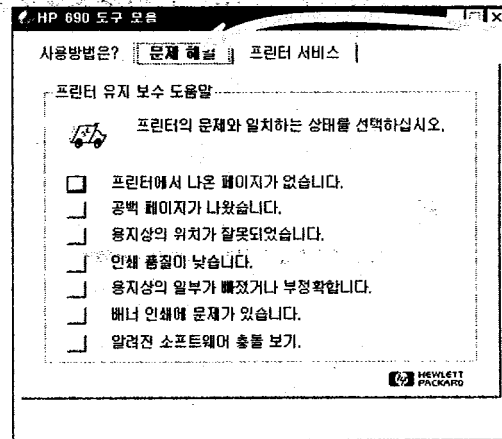 HP 690 도구 모음
사용방법은? 문제 해결 프린터 서비스
프린터 유지 보수 도움말
프린터의 문제와 일치하는 상태를 선택하십시오.
프린터에서 나온 페이지가 없습니다.
공백 페이지가 나왔습니다.
용지상의 위치가 잘못되었습니다.
인쇄 품질이 낮습니다.
용지상의 일부가 빠졌거나 부정확합니다.
배너 인쇄에 문제가 있습니다.
알려진 소프트웨어 충돌 보기.
HEWLETT
PACKARD